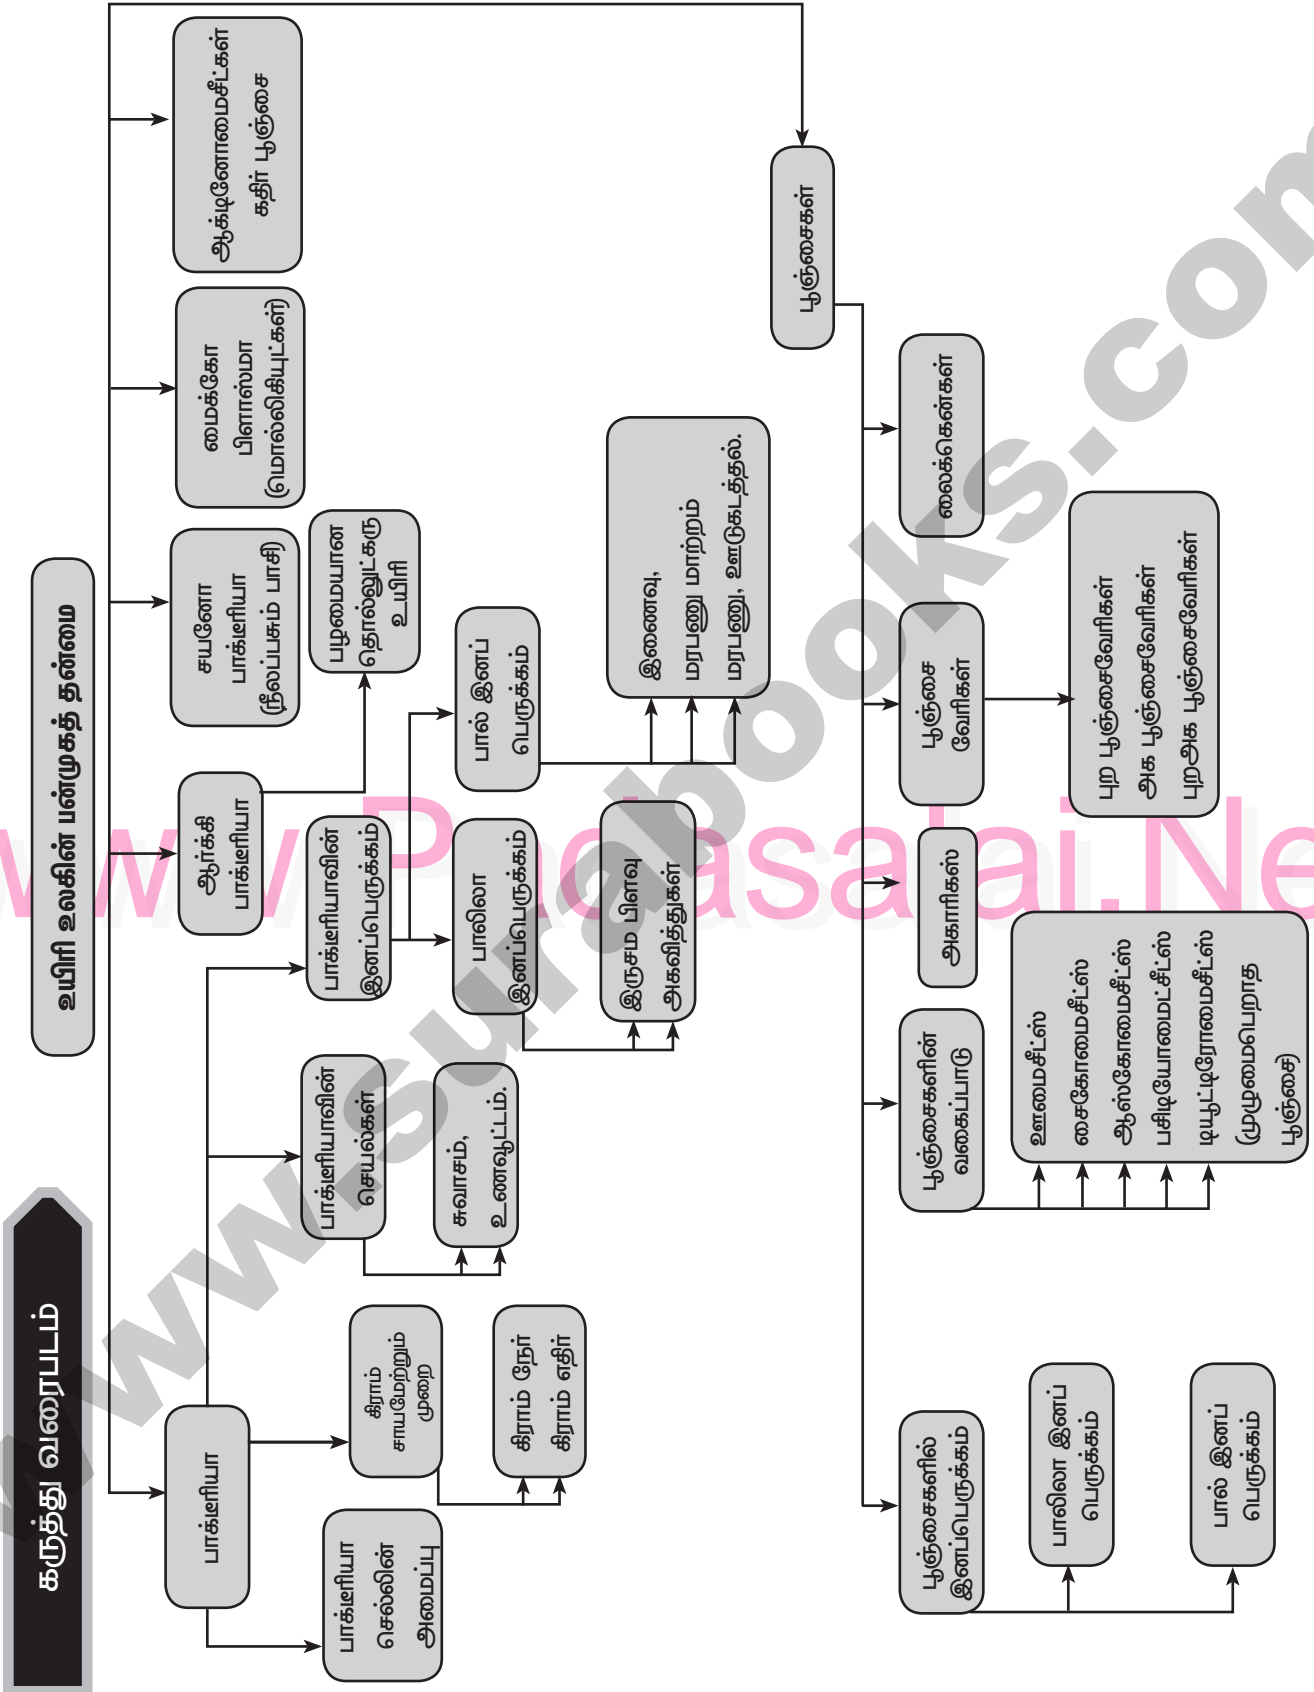 கருத்து வரைபடம்
உயிரி உலகின் பன்முகத் தன்மை
பாக்டீரியா
ஆர்க்கி
பாக்டீரியா
சயனோ
பாக்டீரியா
(நீலப்பசும் பாசி)
மைக்கோ
பிளாஸ்மா
(மொல்லிகியுட்கள்)
ஆக்டினோமைசீட்கள்
கதிர் பூஞ்சை
பாக்டீரியா
செல்லின்
அமைப்பு
கிராம்
சாயமேற்றும்
முறை
பாக்டீரியாவின்
செயல்கள்
பாக்டீரியாவின்
இனப்பெருக்கம்
பழமையான
தொல்லுட்கரு
உயிரி
கிராம் நேர்
கிராம் எதிர்
சுவாசம்,
உணவூட்டம்.
பாலிலா
இனப்பெருக்கம்
பால் இனப்
பெருக்கம்
இருசம பிளவு
அகவித்துகள்
இணைவு,
மரபணு மாற்றம்
மரபணு, ஊடுகடத்தல்.
பூஞ்சைகள்
பூஞ்சைகளில்
இனப்பெருக்கம்
பூஞ்சைகளின்
வகைப்பாடு
அகாரிகஸ்
பூஞ்சை
வேரிகள்
லைக்கென்கள்
பாலிலா இனப்
பெருக்கம்
பால் இனப்
பெருக்கம்
ஊமைசீட்ஸ்
சைகோமைசீட்ஸ்
ஆஸ்கோமைசீட்ஸ்
பசிடியோமைட்சீட்ஸ்
டியூட்டிரோமைசீட்ஸ்
(முழுமைபெறாத
பூஞ்சை)
புற பூஞ்சைவேரிகள்
அக பூஞ்சைவேரிகள்
புறஅக பூஞ்சைவேரிகள்
www.surabooks.com
www.Padasalai.Ne